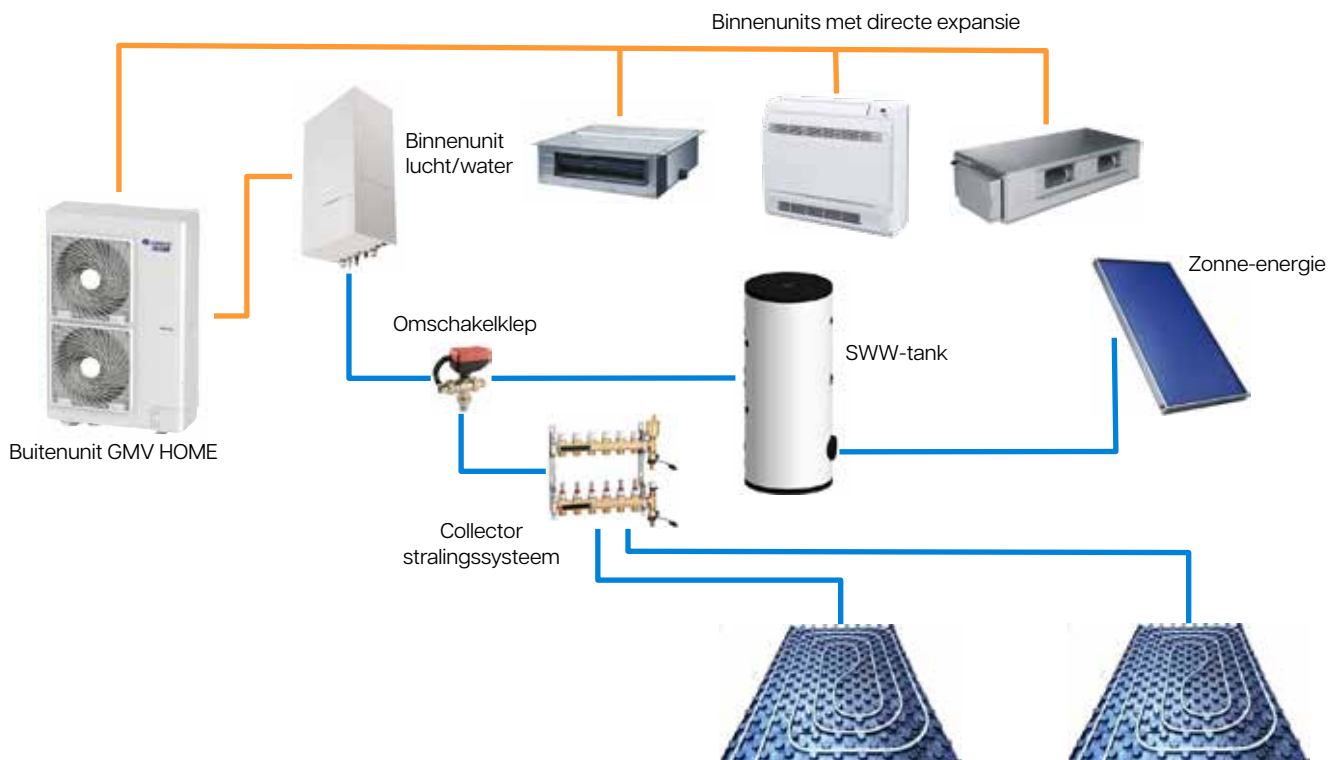 Binnenunits met directe expansie
Binnenunit
lucht/water
Zonne-energie
Omschakelklep
SWW-tank
Buitenunit GMV HOME
Collector
stralingssysteem